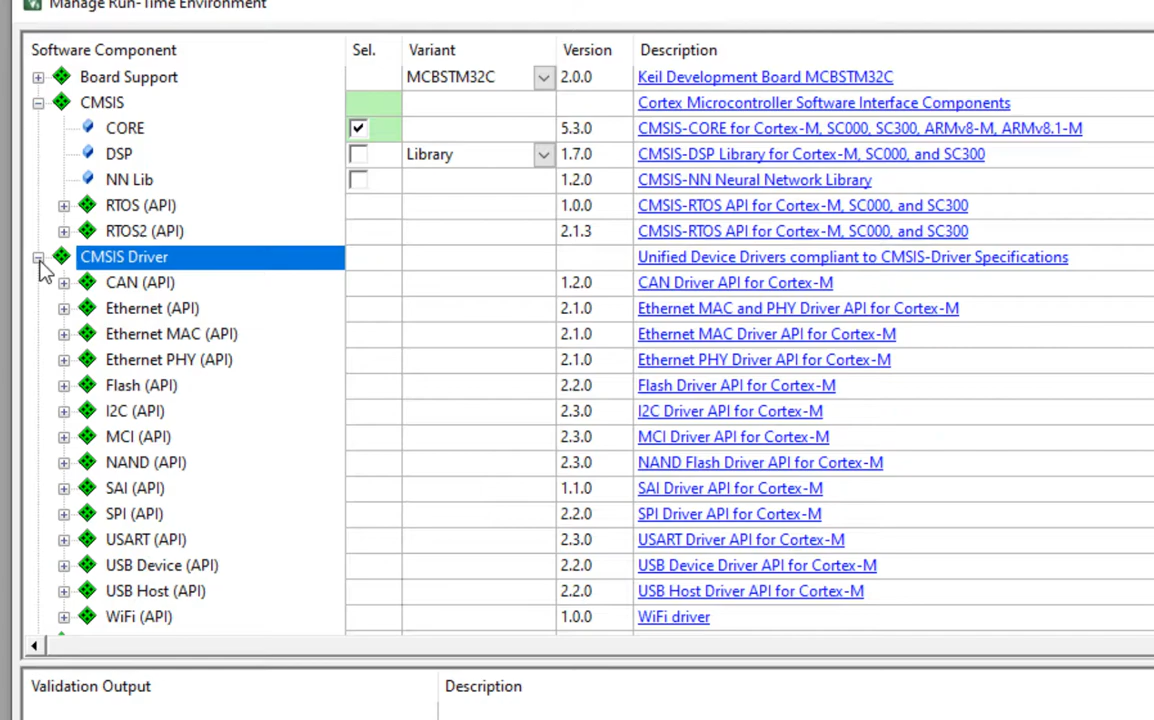 Manage Run-Time Environment
Software Component Sel. Variant Version Description
Board Support MCBSTM32C 2.0.0 Keil Development Board MCBSTM32C
CMSIS Cortex Microcontroller Software Interface Components
CORE 5.3.0 CMSIS-CORE for Cortex-M, SC000, SC300, ARMv8-M, ARMv8.1-M
DSP Library 1.7.0 CMSIS-DSP Library for Cortex-M, SC000, and SC300
NN Lib 1.2.0 CMSIS-NN Neural Network Library
RTOS (API) 1.0.0 CMSIS-RTOS API for Cortex-M, SC000, and SC300
RTOS2 (API) 2.1.3 CMSIS-RTOS API for Cortex-M, SC000, and SC300
CMSIS Driver Unified Device Drivers compliant to CMSIS-Driver Specifications
CAN (API) 1.2.0 CAN Driver API for Cortex-M
Ethernet (API) 2.1.0 Ethernet MAC and PHY Driver API for Cortex-M
Ethernet MAC (API) 2.1.0 Ethernet MAC Driver API for Cortex-M
Ethernet PHY (API) 2.1.0 Ethernet PHY Driver API for Cortex-M
Flash (API) 2.2.0 Flash Driver API for Cortex-M
I2C (API) 2.3.0 I2C Driver API for Cortex-M
MCI (API) 2.3.0 MCI Driver API for Cortex-M
NAND (API) 2.3.0 NAND Flash Driver API for Cortex-M
SAI (API) 1.1.0 SAI Driver API for Cortex-M
SPI (API) 2.2.0 SPI Driver API for Cortex-M
USART (API) 2.3.0 USART Driver API for Cortex-M
USB Device (API) 2.2.0 USB Device Driver API for Cortex-M
USB Host (API) 2.2.0 USB Host Driver API for Cortex-M
WiFi (API) 1.0.0 WiFi driver
Validation Output Description